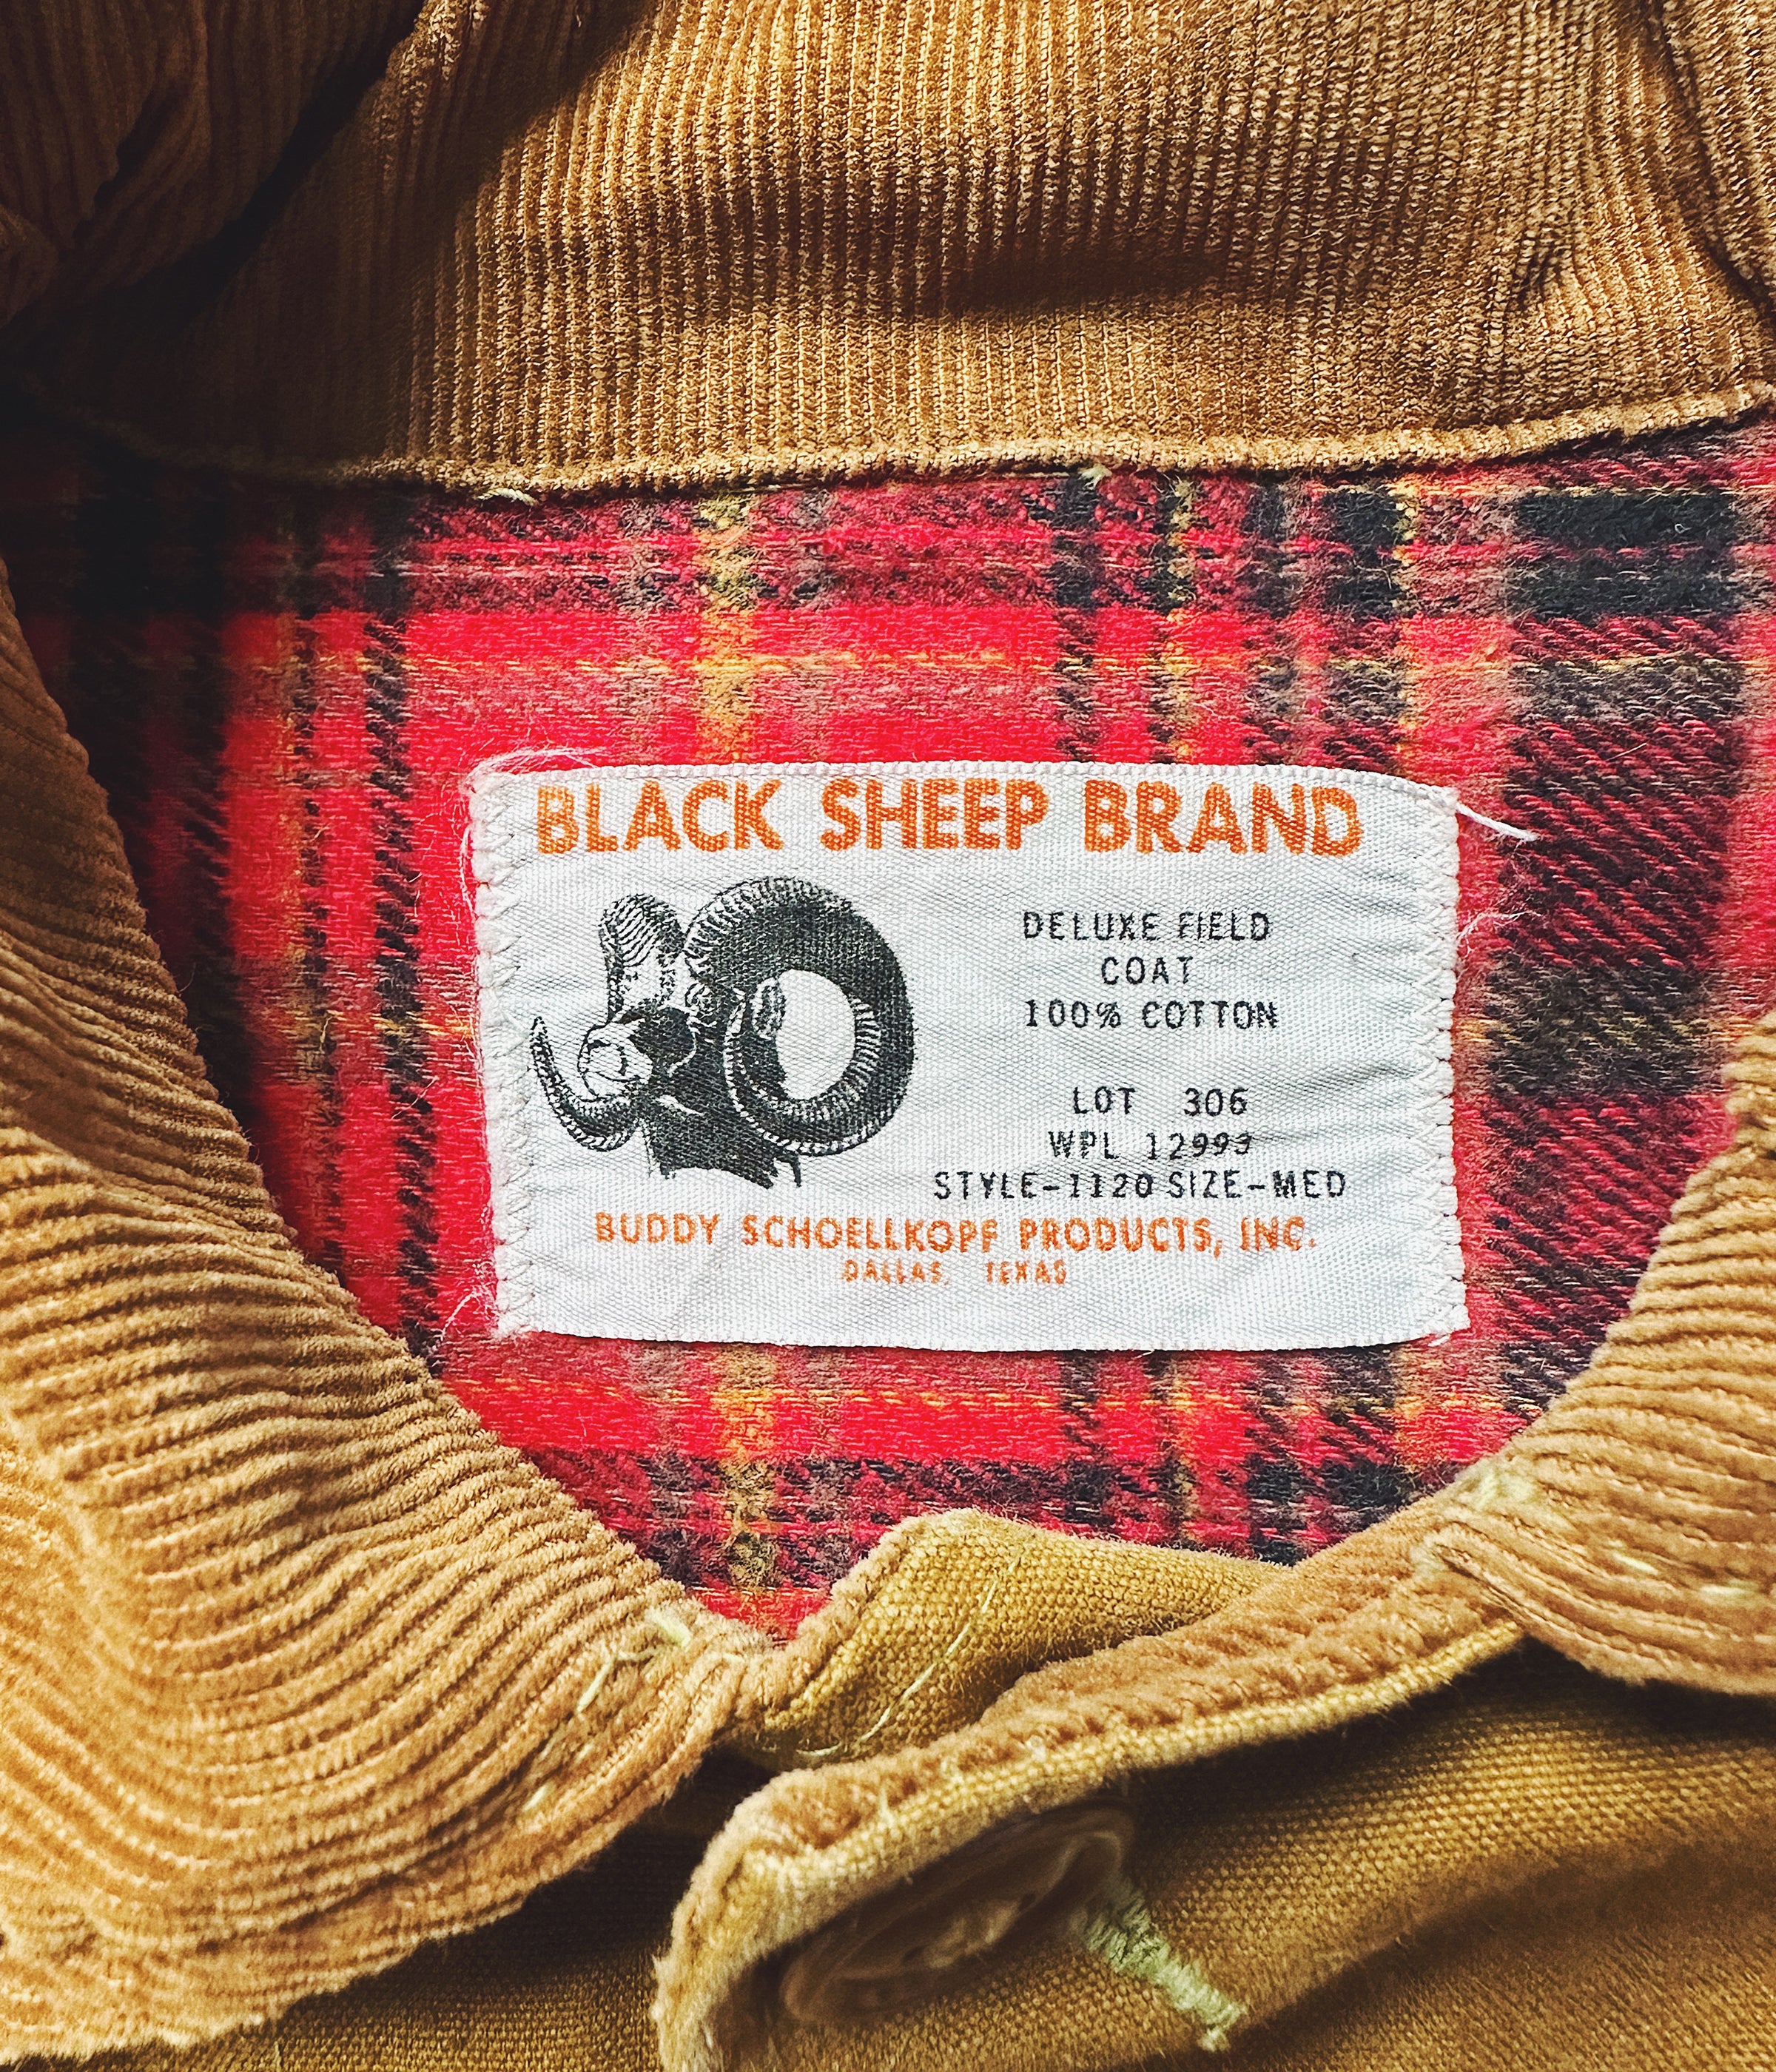 BLACK SHEEP BRAND
DELUXE FIELD
COAT
100% COTTON
LOT 306
WPL 12999
STYLE-1120 SIZE-MED
BUDDY SCHOELLKOPF PRODUCTS, INC.
DALLAS, TEXAS